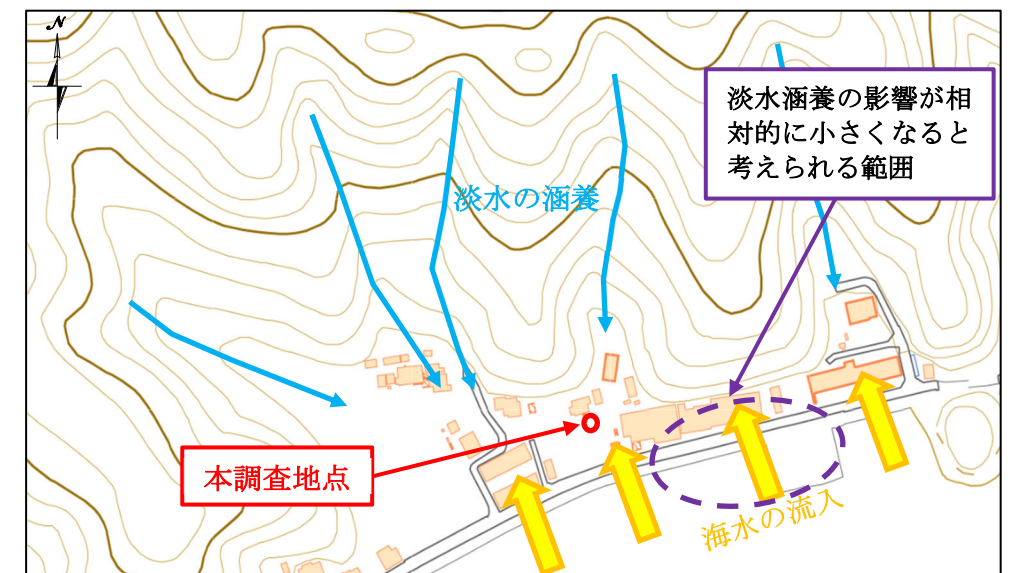 N
淡水涵養の影響が相
対的に小さくなると
考えられる範囲
淡水の涵養
本調査地点
海水の流入